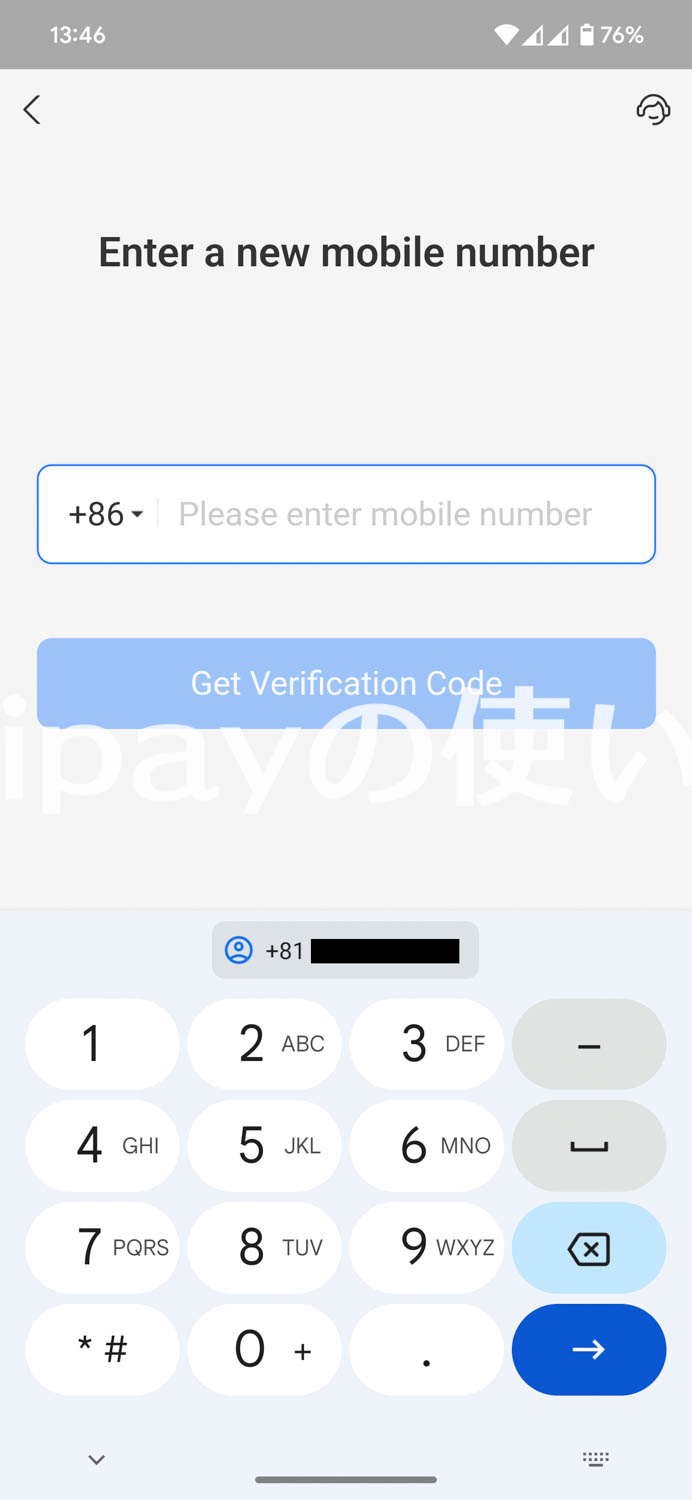 13:46
76%
Enter a new mobile number
+86
Please enter mobile number
Get Verification Code
ipayの使い
+81
1
2 ABC
3 DEF
–
4 GHI
5 JKL
6 MNO
7 PQRS
8 TUV
9 WXYZ
* #
0 +
.